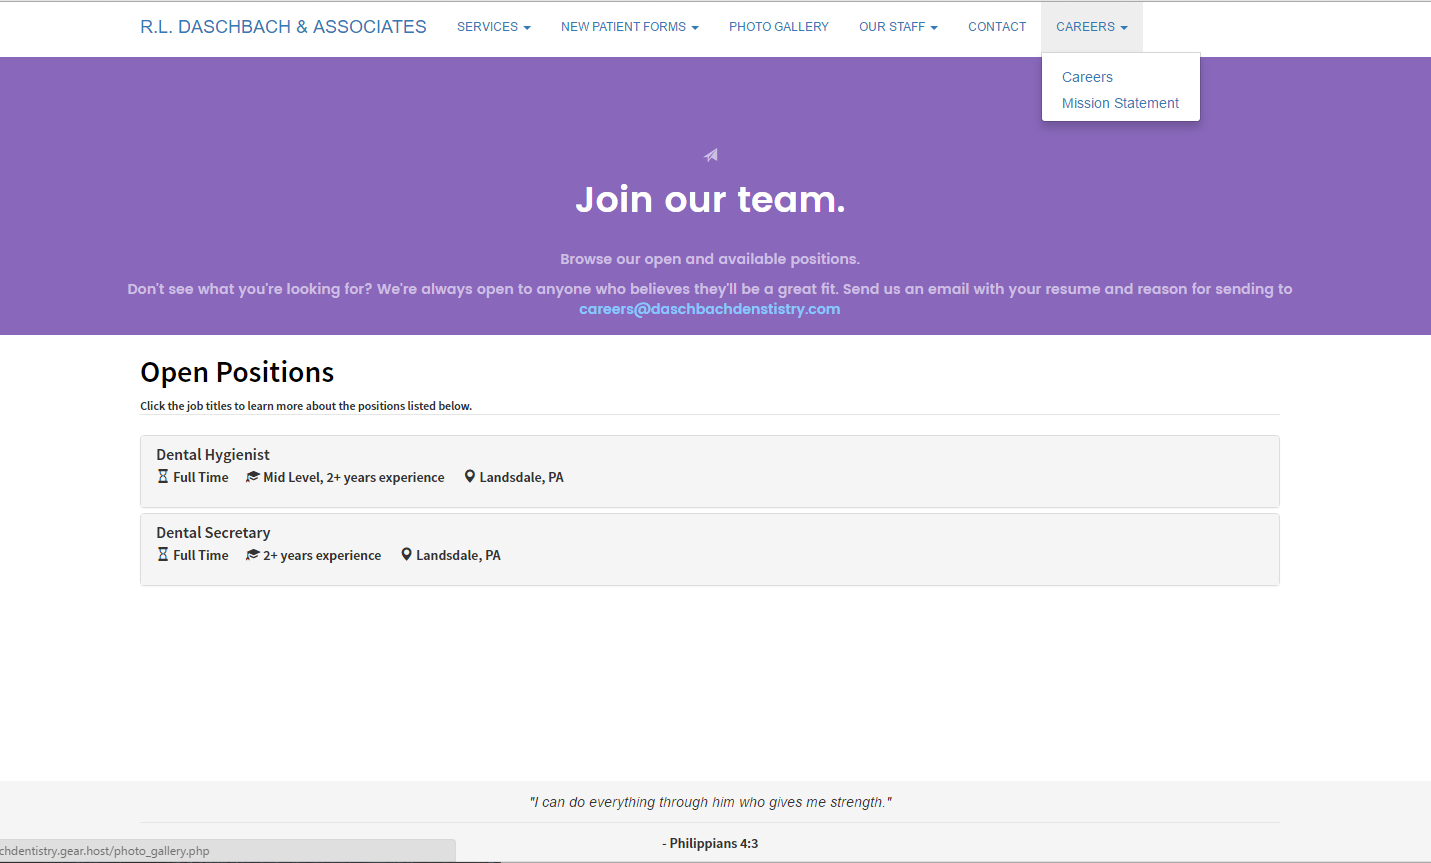 R.L. DASCHBACH & ASSOCIATES SERVICES NEW PATIENT FORMS PHOTO GALLERY OUR STAFF CONTACT CAREERS
Careers
Mission Statement
Join our team.
Browse our open and available positions.
Don't see what you're looking for? We're always open to anyone who believes they'll be a great fit. Send us an email with your resume and reason for sending to
careers@daschbachdenstistry.com
Open Positions
Click the job titles to learn more about the positions listed below.
Dental Hygienist
Full Time Mid Level, 2+ years experience Landsdale, PA
Dental Secretary
Full Time 2+ years experience Landsdale, PA
"I can do everything through him who gives me strength."
- Philippians 4:3
chdentistry.gear.host/photo_gallery.php